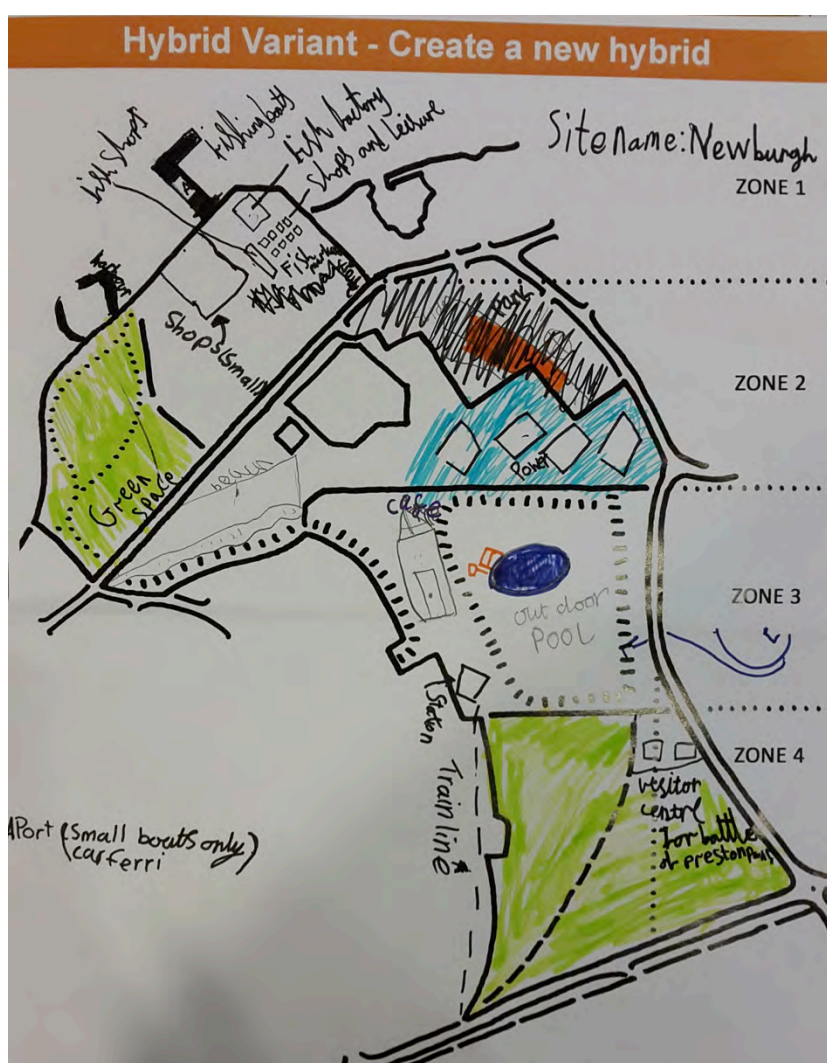 Hybrid Variant - Create a new hybrid
Site name: Newburgh
fish shops
fishing boats
fish factory
shops and leisure
ZONE 1
Fish
Shops (small)
ZONE 2
Power
Green
space
beach
cafe
out door
POOL
ZONE 3
Station
Train line
ZONE 4
visitor
centre
for battle
of prestonpans
Port (small boats only)
(carferri